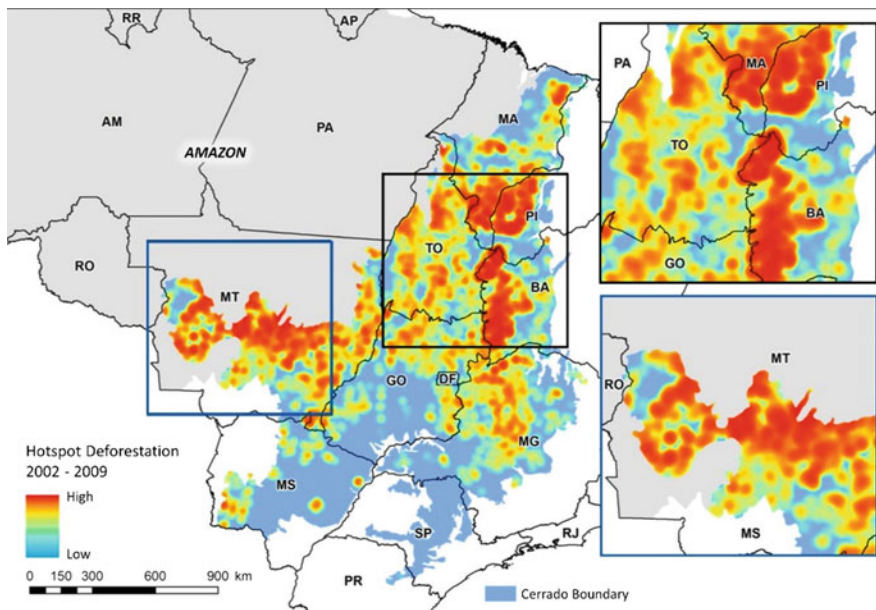 RR
AP
AM
PA
MA
AMAZON
PI
TO
RO
MT
BA
GO
DF
MG
MS
SP
RJ
PR
PA
MA
PI
TO
BA
GO
RO
MT
MS
Hotspot Deforestation
2002 - 2009
High
Low
0 150 300 600 900 km
Cerrado Boundary